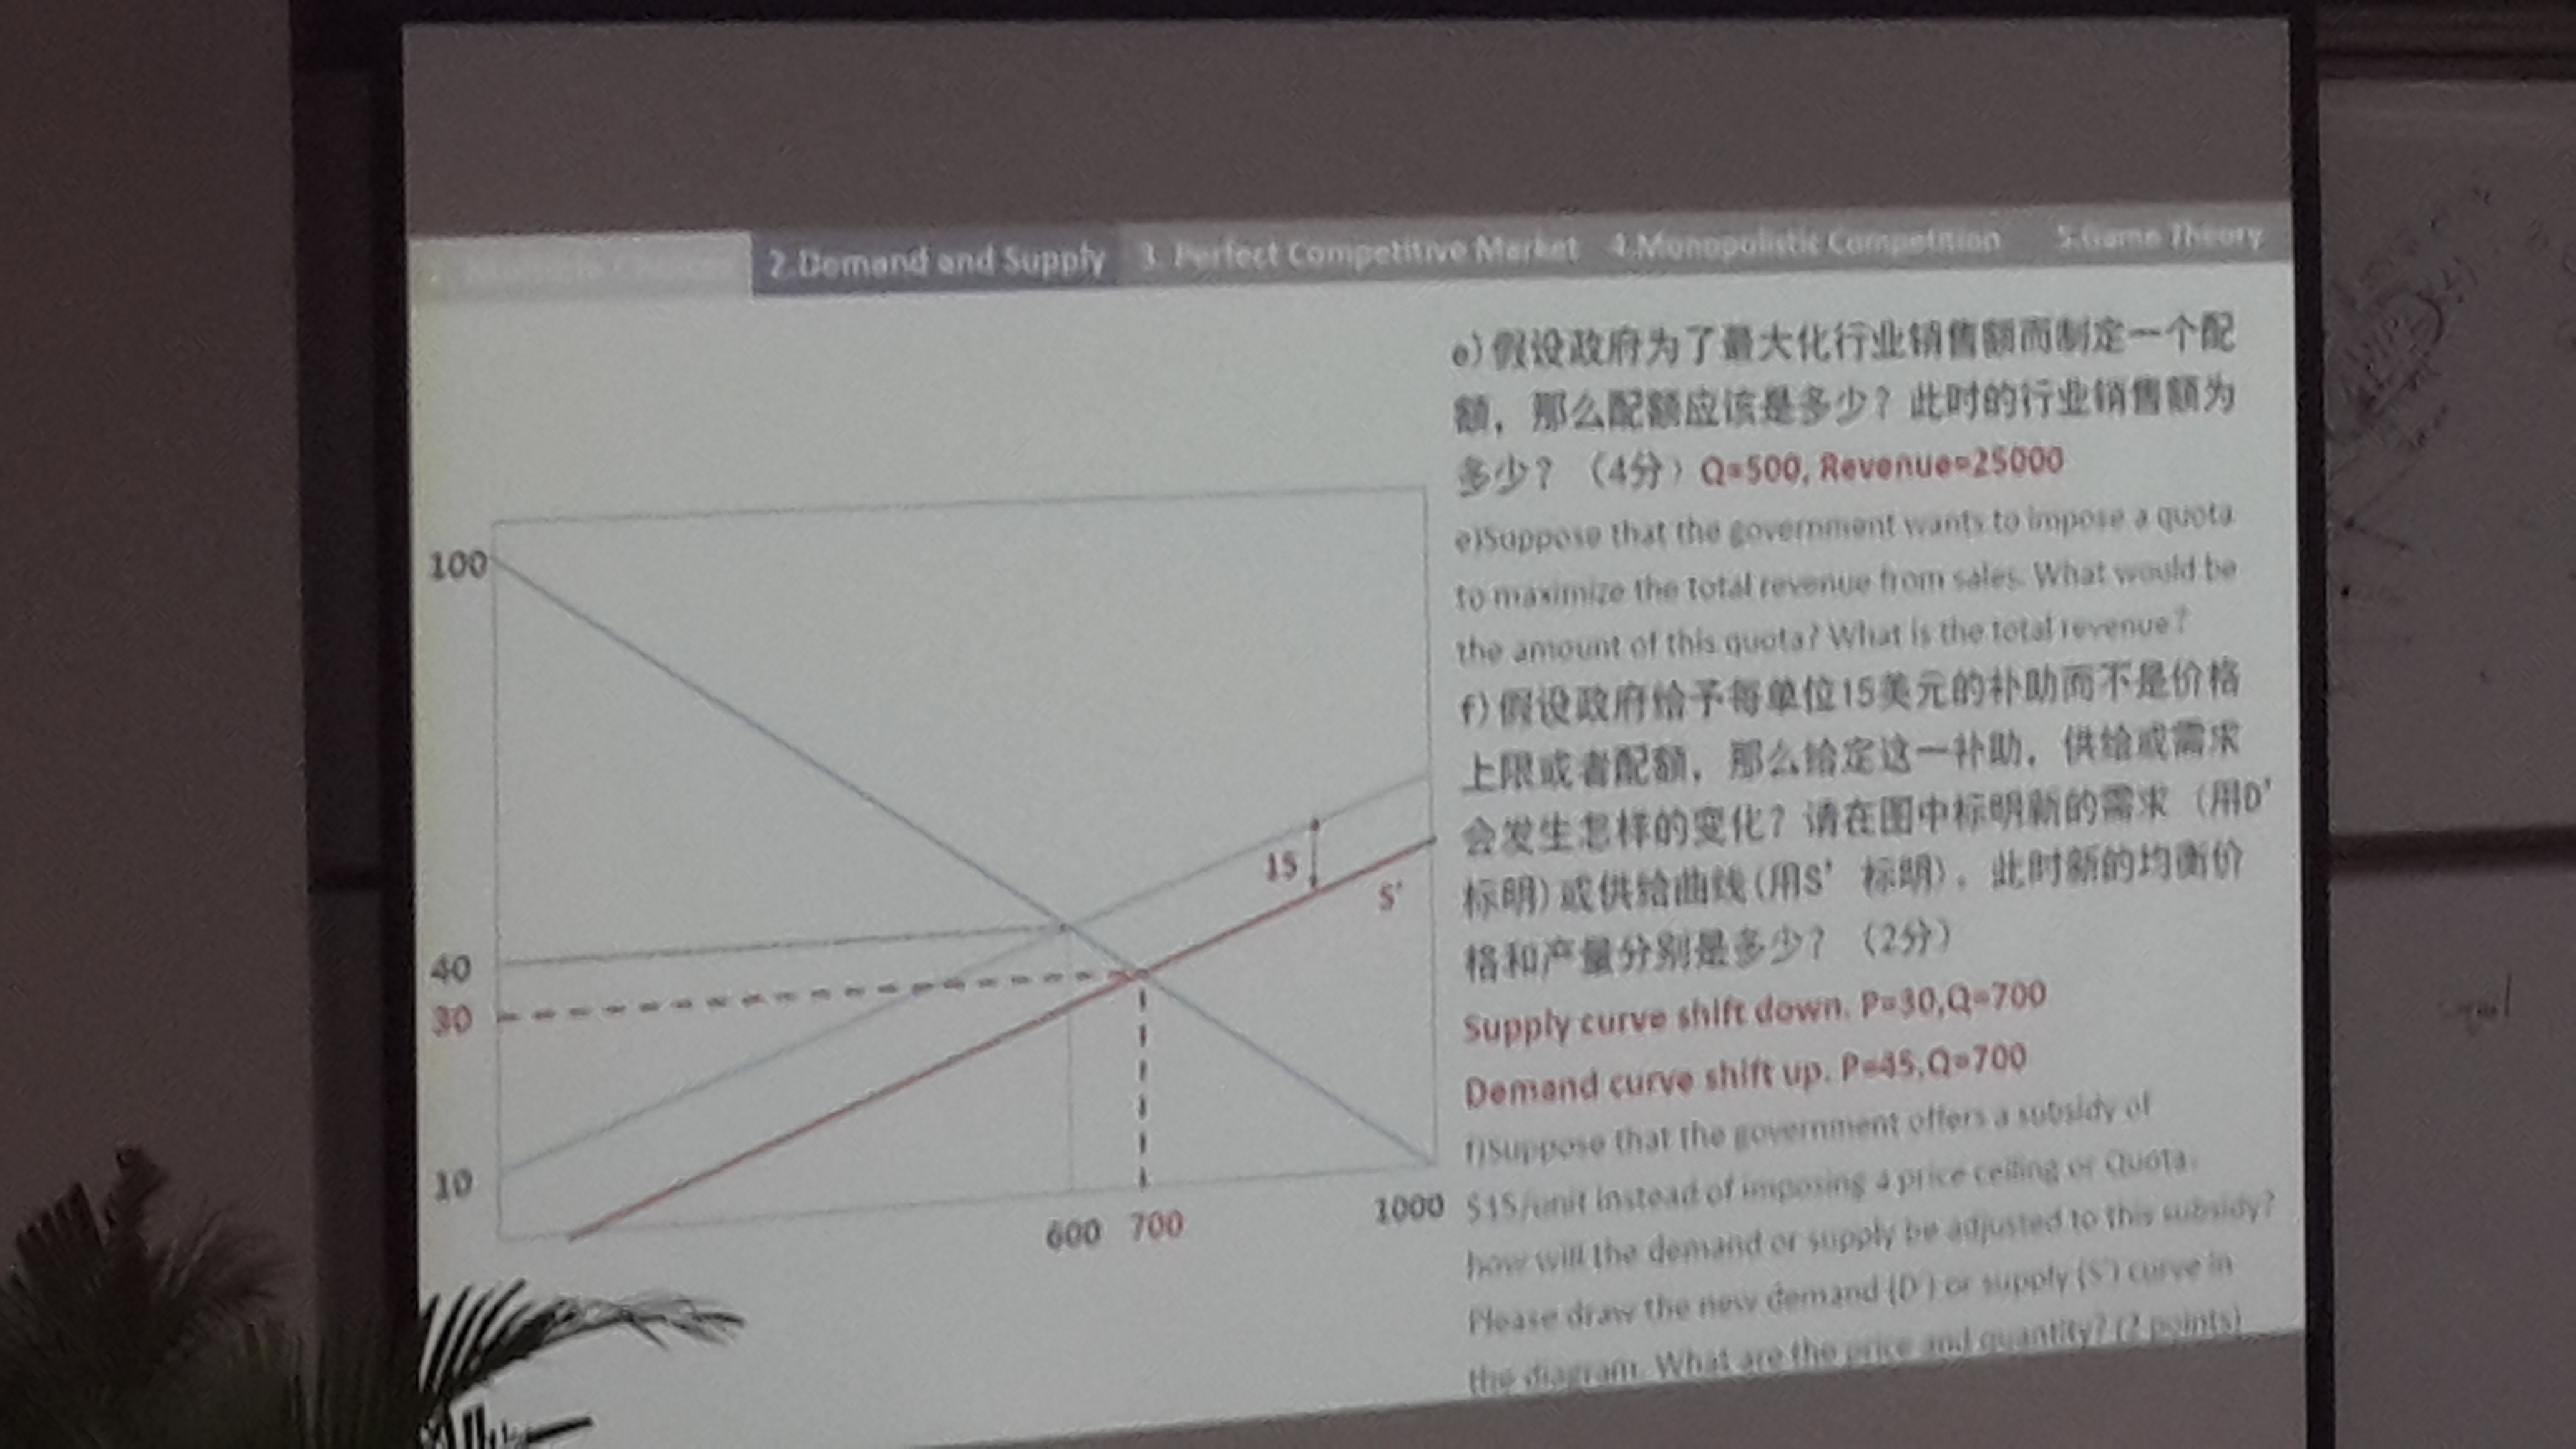 2.Demand and Supply
3. Perfect Competitive Market
4.Monopolistic Competition
5.Game Theory
100
40
30
10
15
S'
600
700
1000
e) 假设政府为了最大化行业销售额而制定一个配
额，那么配额应该是多少？此时的行业销售额为
多少？（4分）Q=500, Revenue=25000
e)Suppose that the government wants to impose a quota
to maximize the total revenue from sales. What would be
the amount of this quota? What is the total revenue?
f) 假设政府给予每单位15美元的补助而不是价格
上限或者配额，那么给定这一补助，供给或需求
会发生怎样的变化？请在图中标明新的需求（用D'
标明）或供给曲线(用S' 标明)，此时新的均衡价
格和产量分别是多少？（2分）
Supply curve shift down. P=30,Q=700
Demand curve shift up. P=45,Q=700
f)Suppose that the government offers a subsidy of
$15/unit instead of imposing a price ceiling or Quota.
how will the demand or supply be adjusted to this subsidy?
Please draw the new demand (D') or supply (S') curve in
the diagram. What are the price and quantity? (2 points)